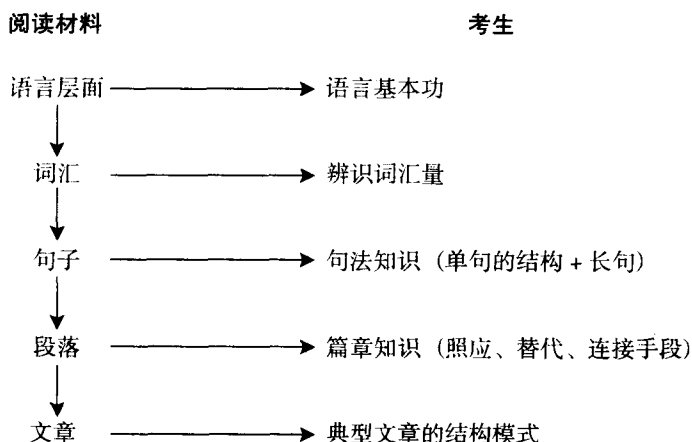 阅读材料 考生
语言层面 语言基本功
词汇 辨识词汇量
句子 句法知识（单句的结构+长句）
段落 篇章知识（照应、替代、连接手段）
文章 典型文章的结构模式